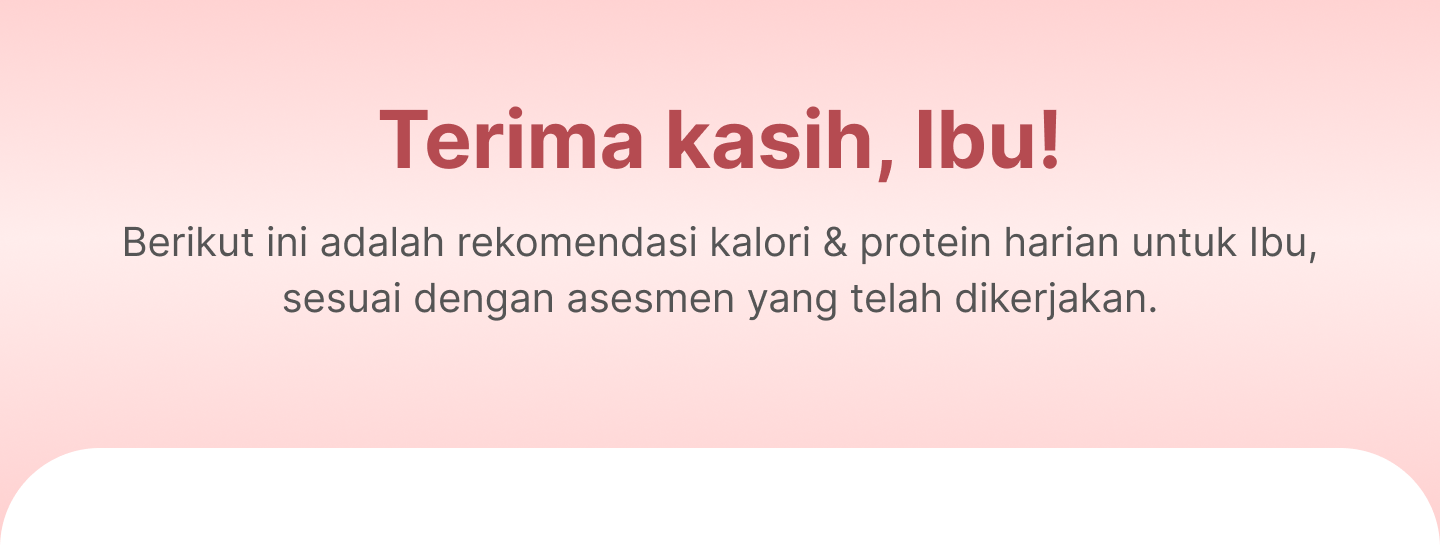 Terima kasih, Ibu!
Berikut ini adalah rekomendasi kalori & protein harian untuk Ibu,
sesuai dengan asesmen yang telah dikerjakan.